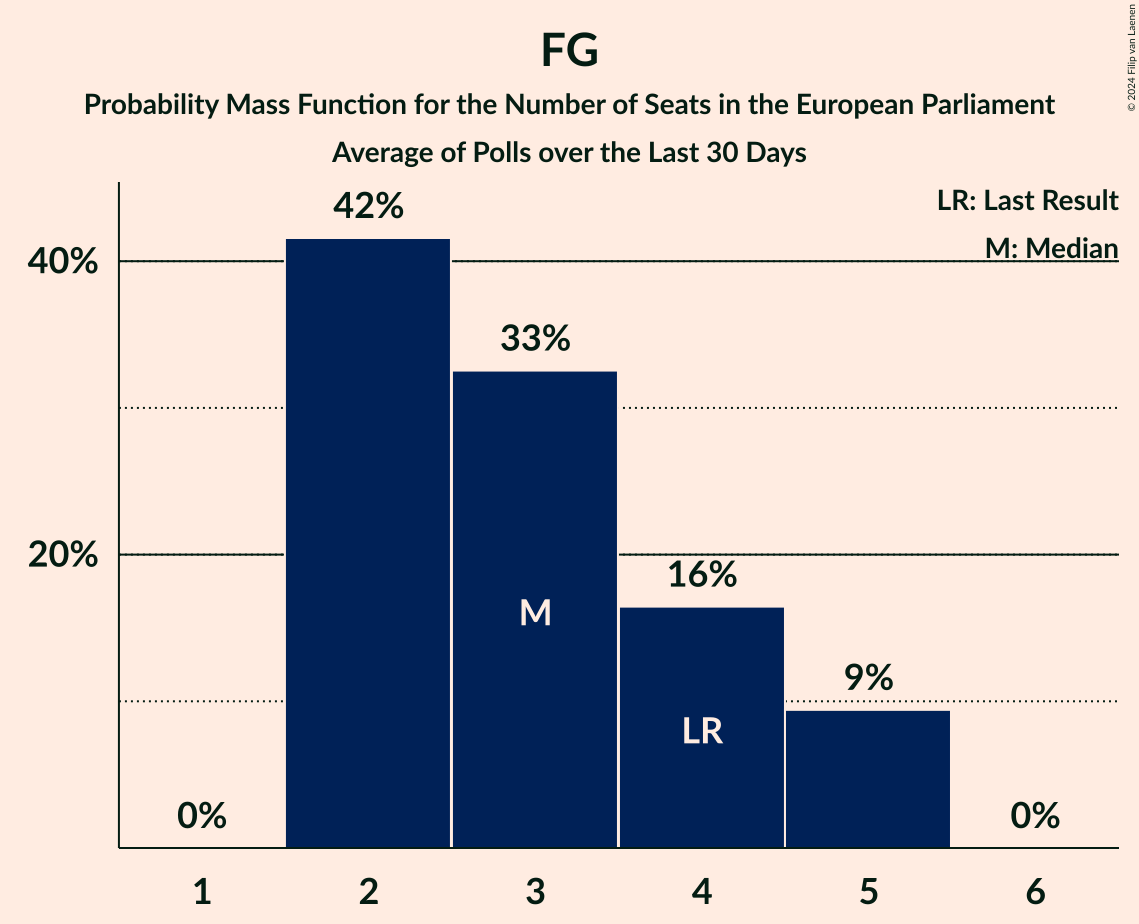 FG
Probability Mass Function for the Number of Seats in the European Parliament
Average of Polls over the Last 30 Days
© 2024 Filip van Laenen
LR: Last Result
M: Median
42%
40%
33%
20%
16%
M
9%
LR
0%
0%
1 2 3 4 5 6